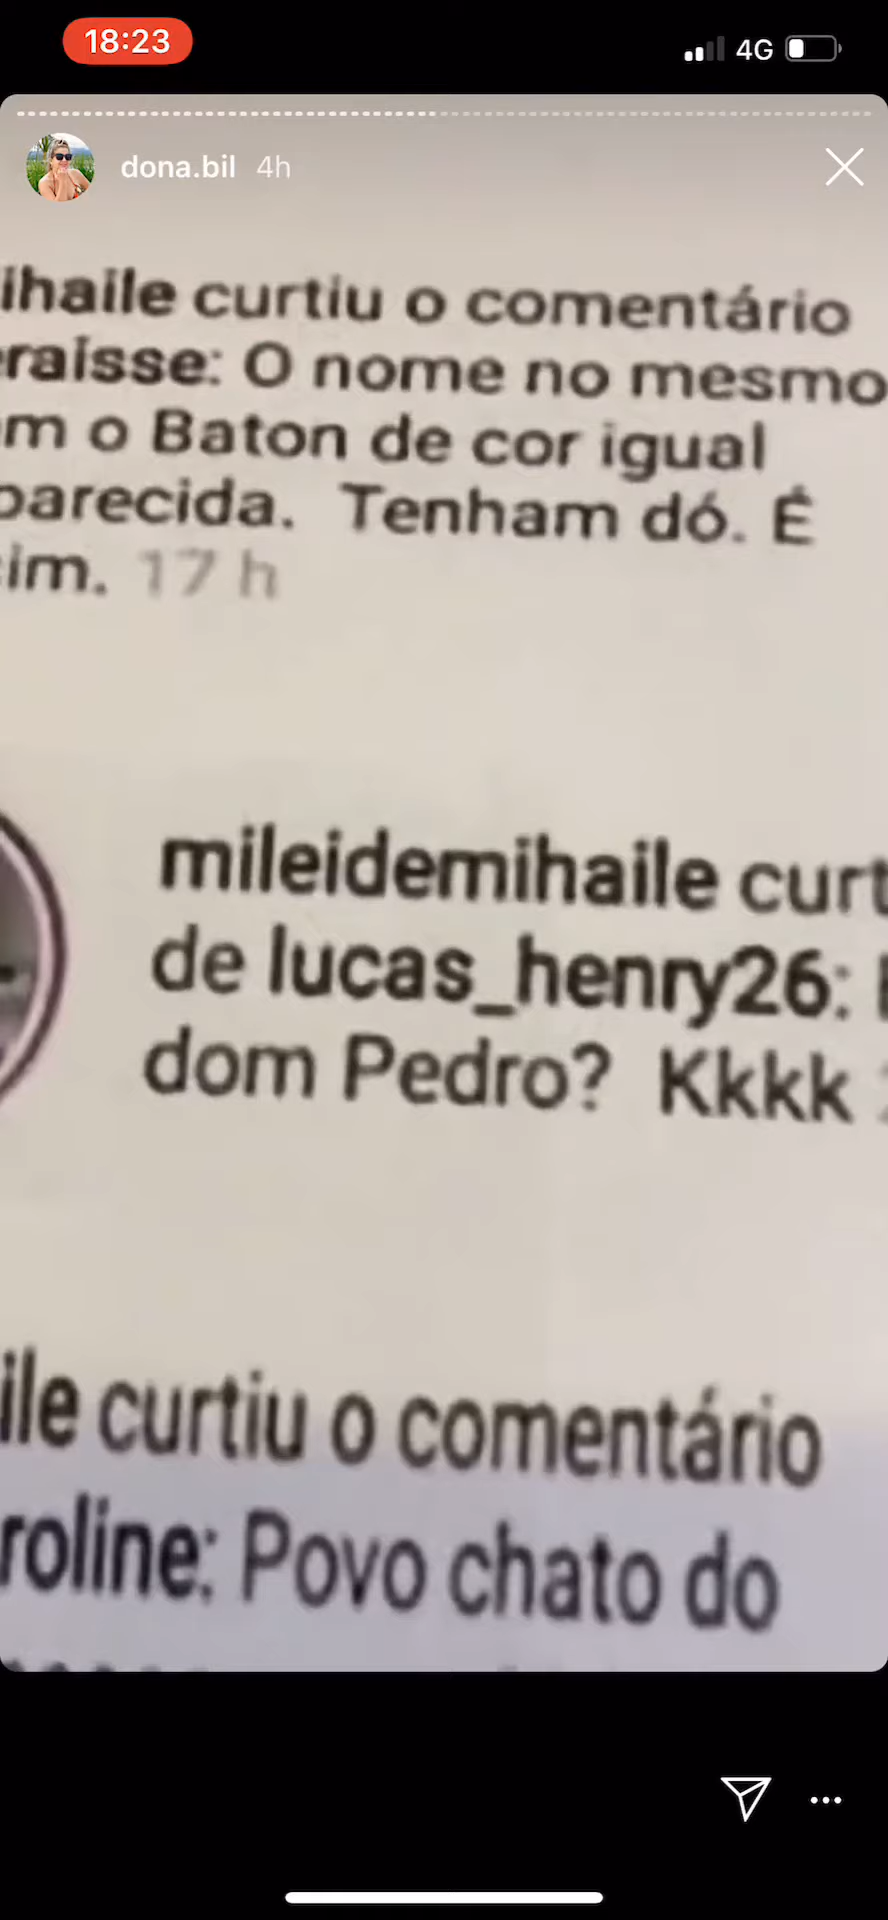 18:23
4G
dona.bil 4h
ihaile curtiu o comentário
raisse: O nome no mesmo
m o Baton de cor igual
parecida. Tenham dó. É
im. 17 h
mileidemihaile curt
de lucas_henry26:
dom Pedro? Kkkk
ile curtiu o comentário
roline: Povo chato do